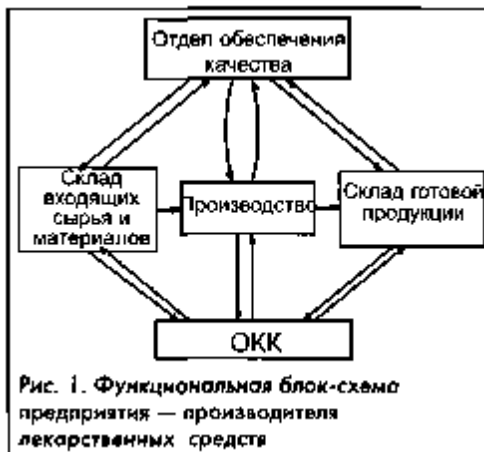 Отдел обеспечения
качества
Склад
входящих
сырья и
материалов
Производство
Склад готовой
продукции
ОКК
Рис. 1. Функциональная блок-схема
предприятия — производителя
лекарственных средств